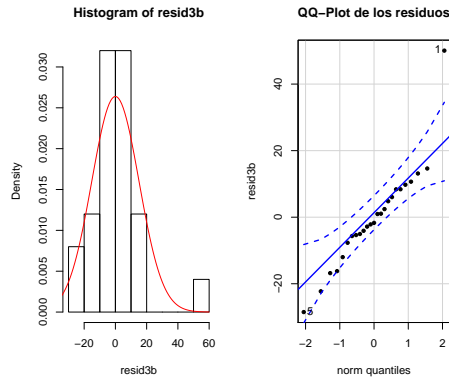 Histogram of resid3b
Density
0.000 0.005 0.010 0.015 0.020 0.025 0.030
−20 0 20 40 60
resid3b
QQ−Plot de los residuos
resid3b
−20 0 20 40
1
−2 −1 0 1 2
norm quantiles